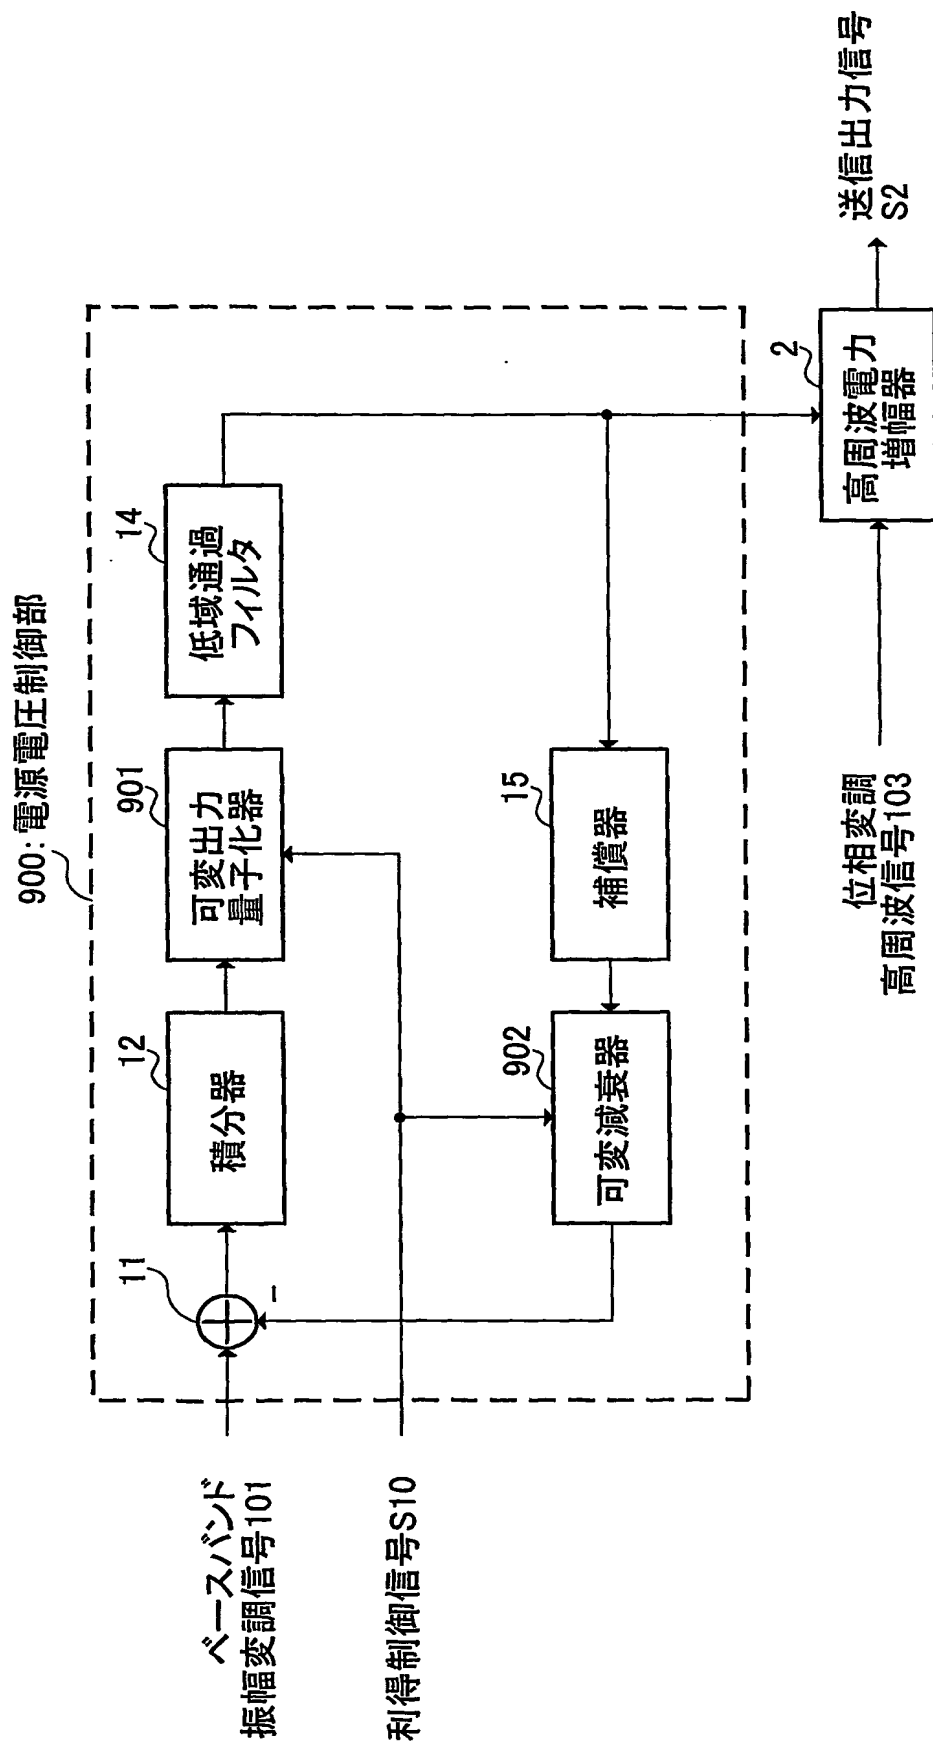 900:電源電圧制御部
ベースバンド
振幅変調信号101
11
-
12
積分器
901
可変出力
量子化器
14
低域通過
フィルタ
利得制御信号S10
902
可変減衰器
15
補償器
位相変調
高周波信号103
2
高周波電力
増幅器
送信出力信号
S2